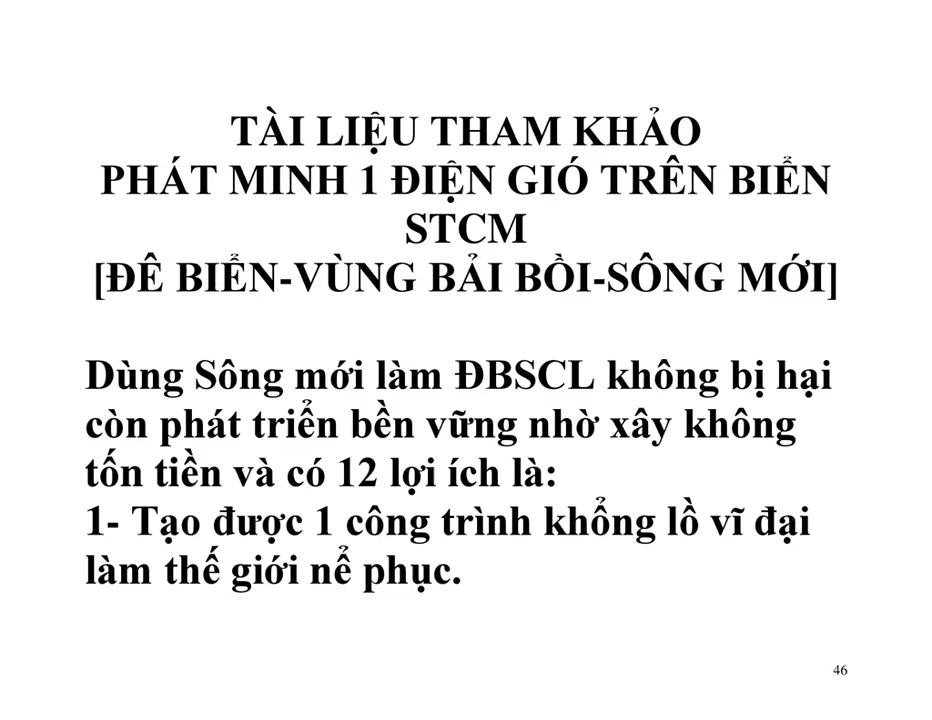 TÀI LIỆU THAM KHẢO
PHÁT MINH 1 ĐIỆN GIÓ TRÊN BIỂN
STCM
[ĐÊ BIỂN-VÙNG BẢI BỒI-SÔNG MỚI]
Dùng Sông mới làm ĐBSCL không bị hại
còn phát triển bền vững nhờ xây không
tốn tiền và có 12 lợi ích là:
1- Tạo được 1 công trình khổng lồ vĩ đại
làm thế giới nể phục.
46